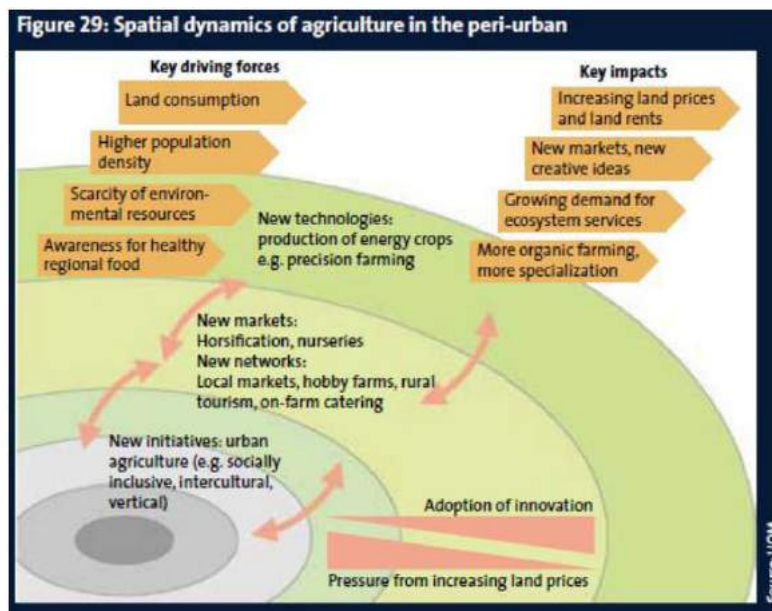 Figure 29: Spatial dynamics of agriculture in the peri-urban
Key driving forces
Land consumption
Higher population
density
Scarcity of environ-
mental resources
Awareness for healthy
regional food
Key impacts
Increasing land prices
and land rents
New markets, new
creative ideas
Growing demand for
ecosystem services
More organic farming,
more specialization
New technologies:
production of energy crops
e.g. precision farming
New markets:
Horsification, nurseries
New networks:
Local markets, hobby farms, rural
tourism, on-farm catering
New initiatives: urban
agriculture (e.g. socially
inclusive, intercultural,
vertical)
Adoption of innovation
Pressure from increasing land prices